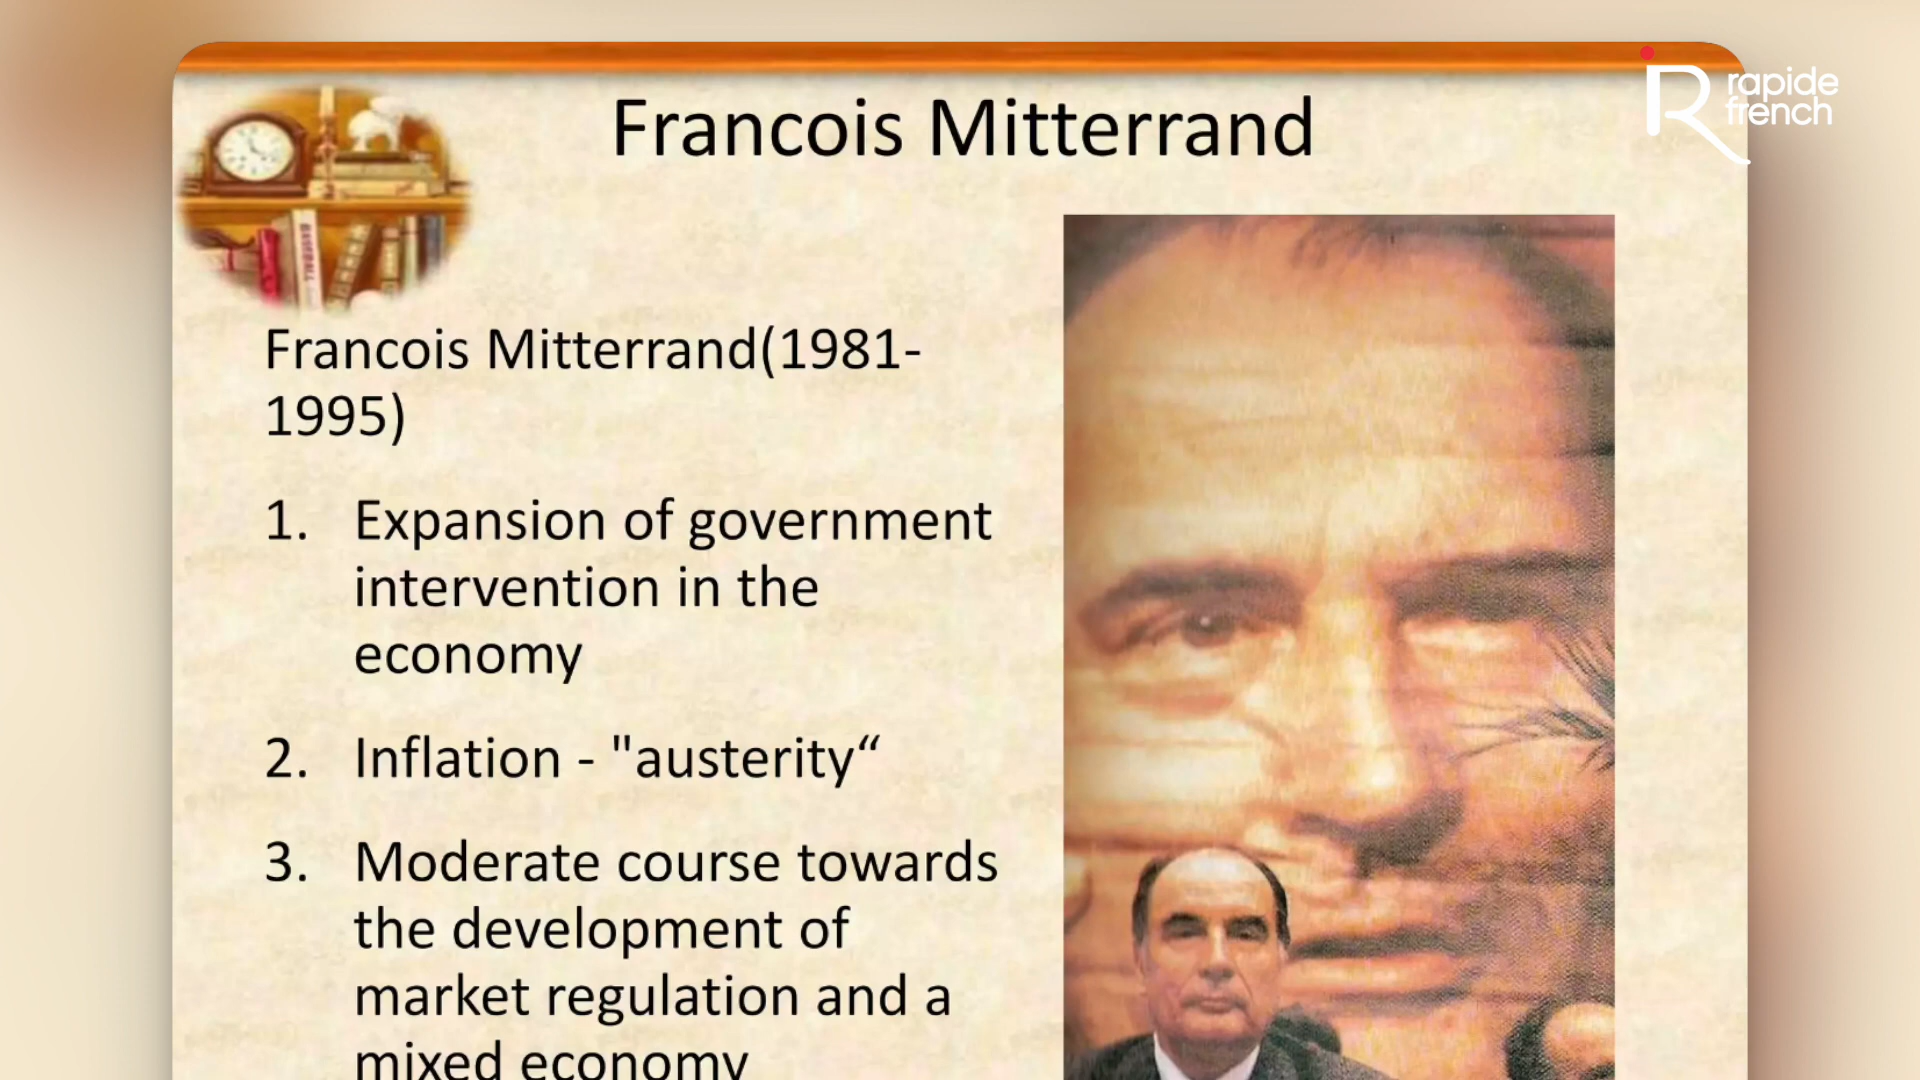 rapide
french
Francois Mitterrand
Francois Mitterrand(1981-
1995)
1. Expansion of government
intervention in the
economy
2. Inflation - "austerity“
3. Moderate course towards
the development of
market regulation and a
mixed economy